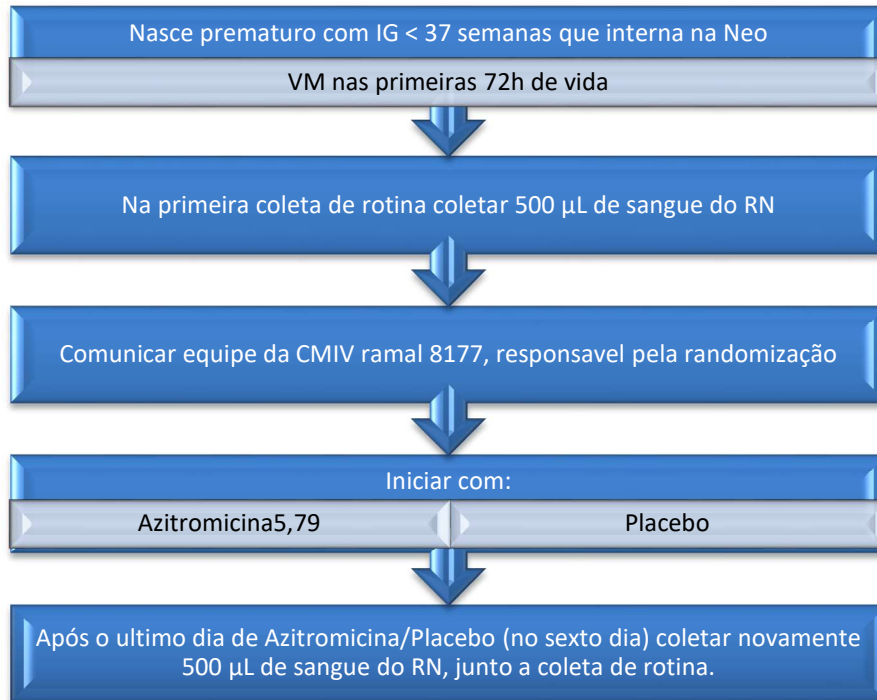 Nasce prematuro com IG < 37 semanas que interna na Neo
VM nas primeiras 72h de vida
Na primeira coleta de rotina coletar 500 µL de sangue do RN
Comunicar equipe da CMIV ramal 8177, responsavel pela randomização
Iniciar com:
Azitromicina5,79
Placebo
Após o ultimo dia de Azitromicina/Placebo (no sexto dia) coletar novamente
500 µL de sangue do RN, junto a coleta de rotina.